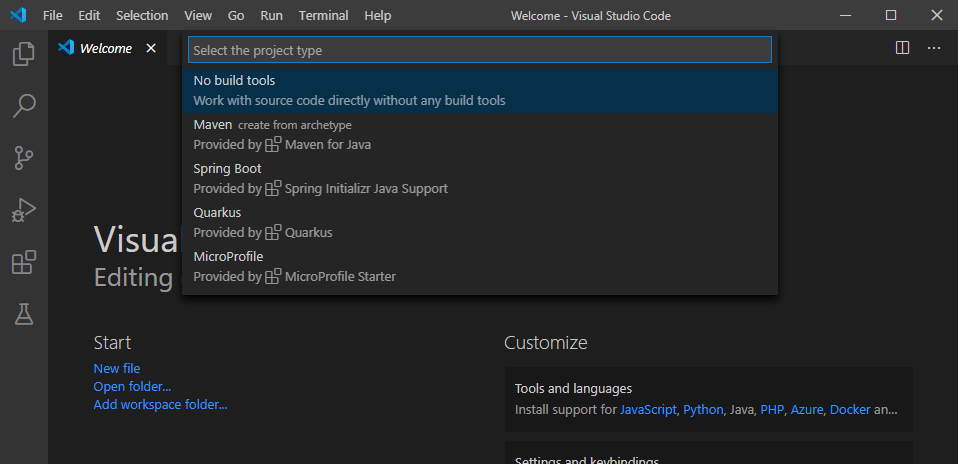 File Edit Selection View Go Run Terminal Help Welcome - Visual Studio Code
Welcome
Select the project type
No build tools
Work with source code directly without any build tools
Maven create from archetype
Provided by Maven for Java
Spring Boot
Provided by Spring Initializr Java Support
Quarkus
Provided by Quarkus
MicroProfile
Provided by MicroProfile Starter
Visua
Editing
Start
New file
Open folder...
Add workspace folder...
Customize
Tools and languages
Install support for JavaScript, Python, Java, PHP, Azure, Docker an...
Settings and keybindings